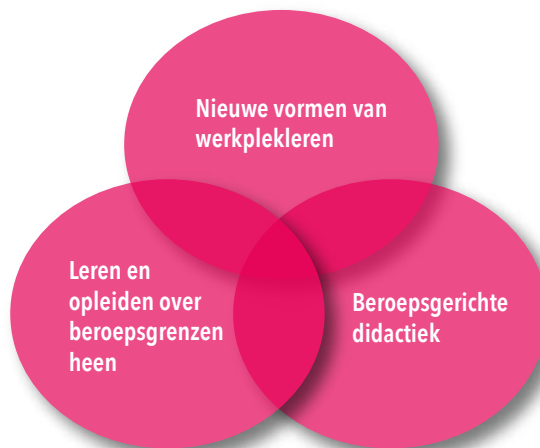 Nieuwe vormen van
werkplekleren
Leren en
opleiden over
beroepsgrenzen
heen
Beroepsgerichte
didactiek